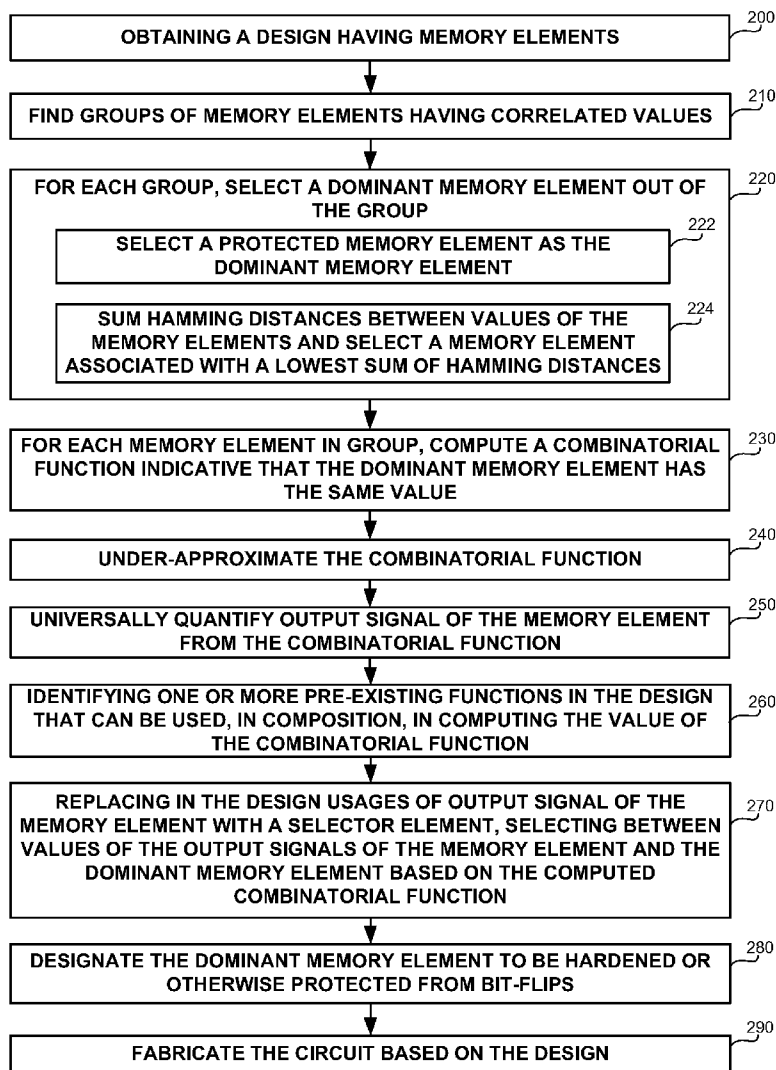 200
OBTAINING A DESIGN HAVING MEMORY ELEMENTS
210
FIND GROUPS OF MEMORY ELEMENTS HAVING CORRELATED VALUES
220
FOR EACH GROUP, SELECT A DOMINANT MEMORY ELEMENT OUT OF
THE GROUP
222
SELECT A PROTECTED MEMORY ELEMENT AS THE
DOMINANT MEMORY ELEMENT
224
SUM HAMMING DISTANCES BETWEEN VALUES OF THE
MEMORY ELEMENTS AND SELECT A MEMORY ELEMENT
ASSOCIATED WITH A LOWEST SUM OF HAMMING DISTANCES
230
FOR EACH MEMORY ELEMENT IN GROUP, COMPUTE A COMBINATORIAL
FUNCTION INDICATIVE THAT THE DOMINANT MEMORY ELEMENT HAS
THE SAME VALUE
240
UNDER-APPROXIMATE THE COMBINATORIAL FUNCTION
250
UNIVERSALLY QUANTIFY OUTPUT SIGNAL OF THE MEMORY ELEMENT
FROM THE COMBINATORIAL FUNCTION
260
IDENTIFYING ONE OR MORE PRE-EXISTING FUNCTIONS IN THE DESIGN
THAT CAN BE USED, IN COMPOSITION, IN COMPUTING THE VALUE OF
THE COMBINATORIAL FUNCTION
270
REPLACING IN THE DESIGN USAGES OF OUTPUT SIGNAL OF THE
MEMORY ELEMENT WITH A SELECTOR ELEMENT, SELECTING BETWEEN
VALUES OF THE OUTPUT SIGNALS OF THE MEMORY ELEMENT AND THE
DOMINANT MEMORY ELEMENT BASED ON THE COMPUTED
COMBINATORIAL FUNCTION
280
DESIGNATE THE DOMINANT MEMORY ELEMENT TO BE HARDENED OR
OTHERWISE PROTECTED FROM BIT-FLIPS
290
FABRICATE THE CIRCUIT BASED ON THE DESIGN